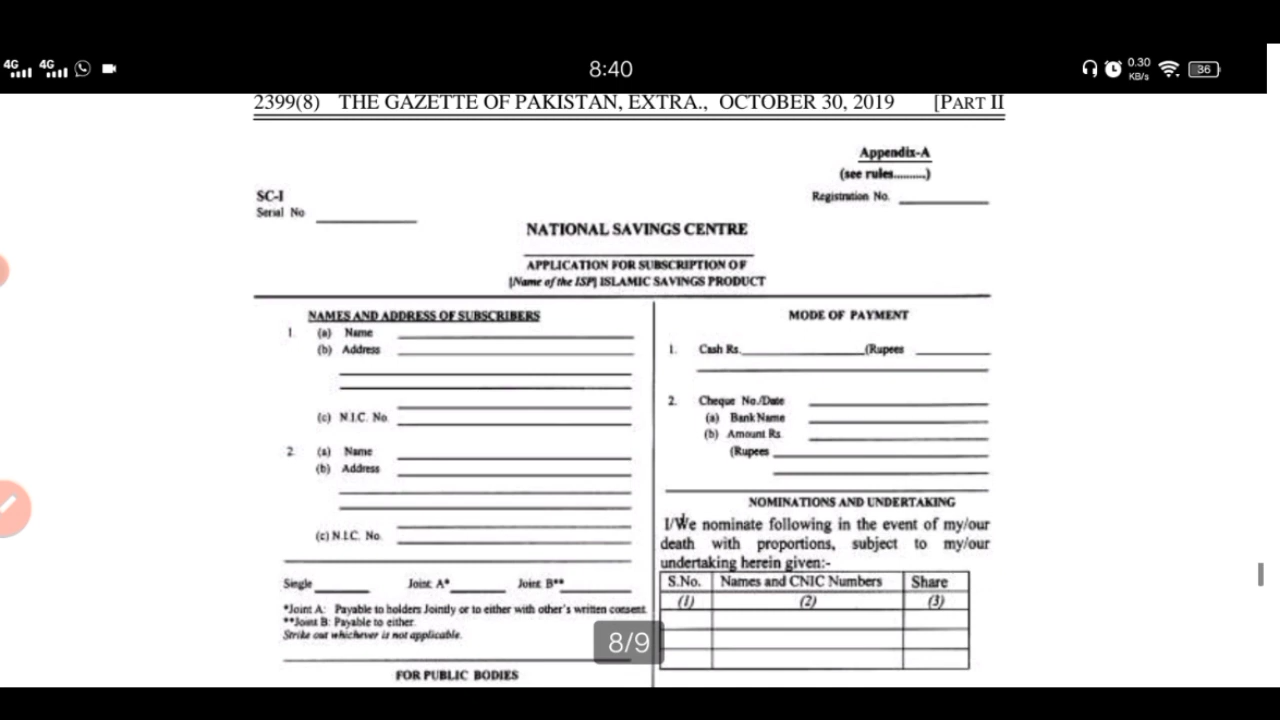 4G 4G 8:40 0.30 KB/s 36
2399(8) THE GAZETTE OF PAKISTAN, EXTRA., OCTOBER 30, 2019 [PART II
Appendix-A
(see rules..........)
SC-I
Registration No.
Serial No
NATIONAL SAVINGS CENTRE
APPLICATION FOR SUBSCRIPTION OF
[Name of the ISP] ISLAMIC SAVINGS PRODUCT
NAMES AND ADDRESS OF SUBSCRIBERS
1. (a) Name
(b) Address
(c) N.I.C. No.
2 (a) Name
(b) Address
(c) N.I.C. No.
Single Joint A* Joint B**
*Joint A: Payable to holders Jointly or to either with other's written consent.
**Joint B: Payable to either.
Strike out whichever is not applicable.
FOR PUBLIC BODIES
MODE OF PAYMENT
1. Cash Rs. (Rupees
2. Cheque No./Date
(a) Bank Name
(b) Amount Rs
(Rupees
NOMINATIONS AND UNDERTAKING
I/We nominate following in the event of my/our
death with proportions, subject to my/our
undertaking herein given:-
S.No. Names and CNIC Numbers Share
(1) (2) (3)
8/9